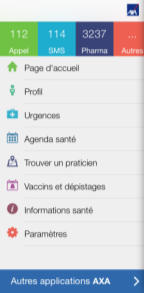 AXA
112 114 3237 ...
Appel SMS Pharma Autres
Page d'accueil
Profil
Urgences
Agenda santé
Trouver un praticien
Vaccins et dépistages
Informations santé
Paramètres
Autres applications AXA